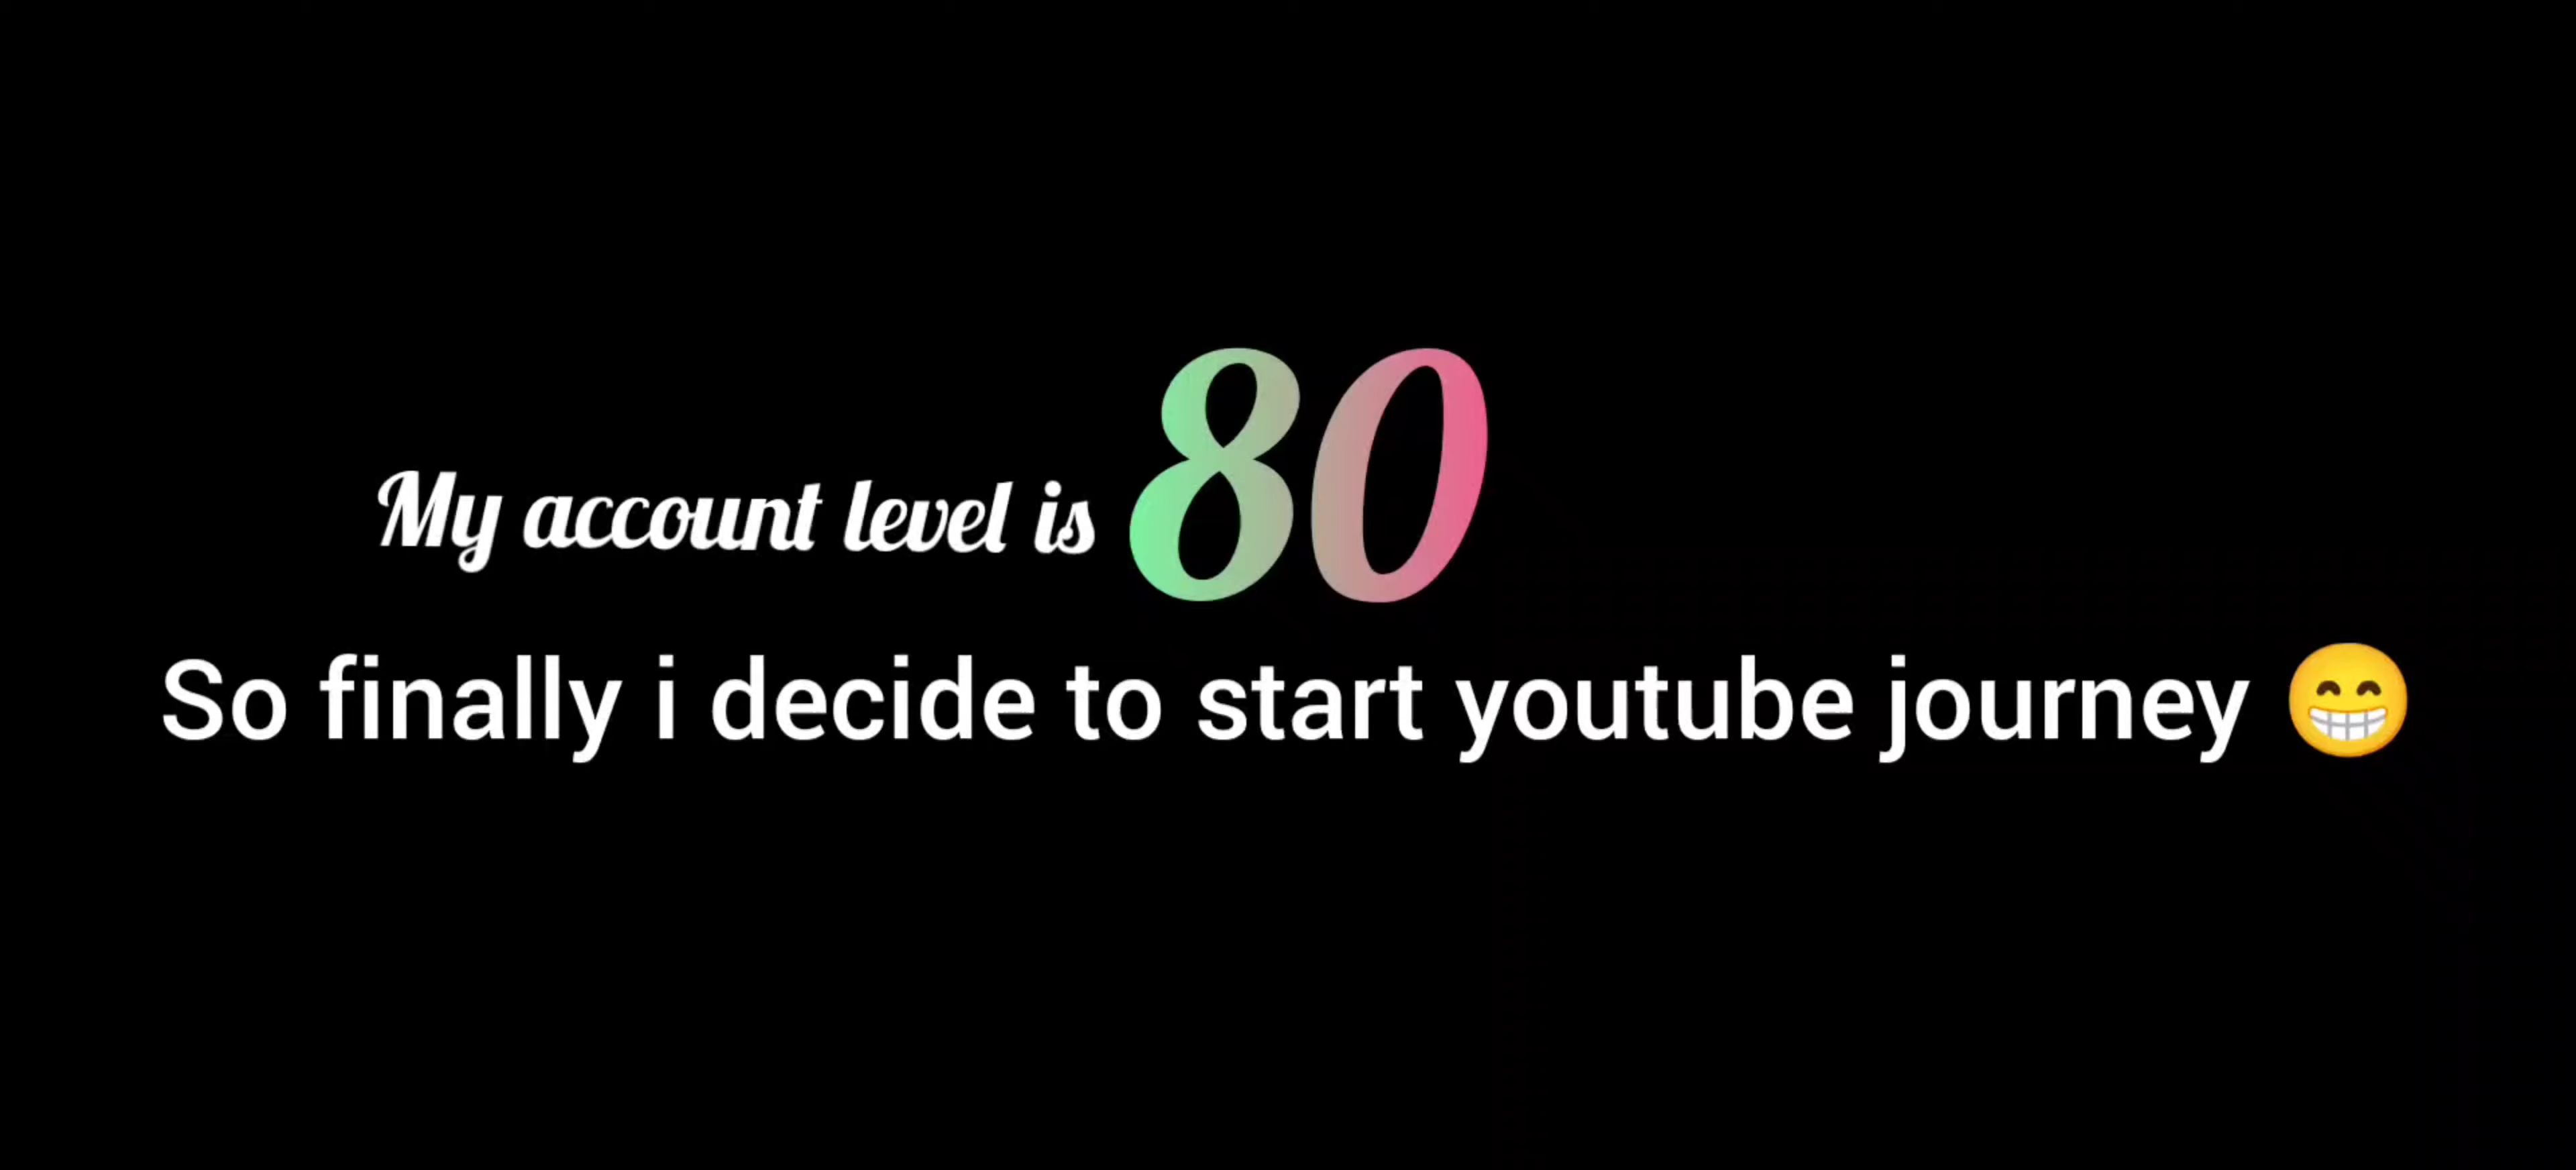 My account level is 80
So finally i decide to start youtube journey 😁